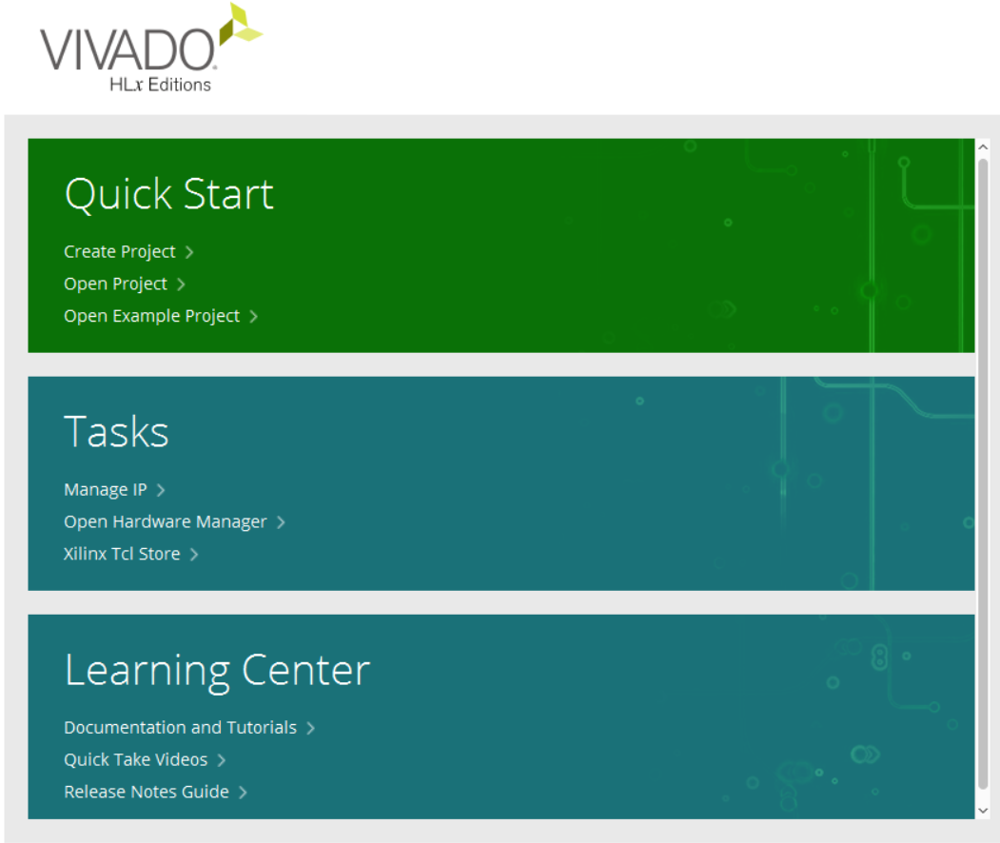 VIVADO.
HLx Editions
Quick Start
Create Project
Open Project
Open Example Project
Tasks
Manage IP
Open Hardware Manager
Xilinx Tcl Store
Learning Center
Documentation and Tutorials
Quick Take Videos
Release Notes Guide